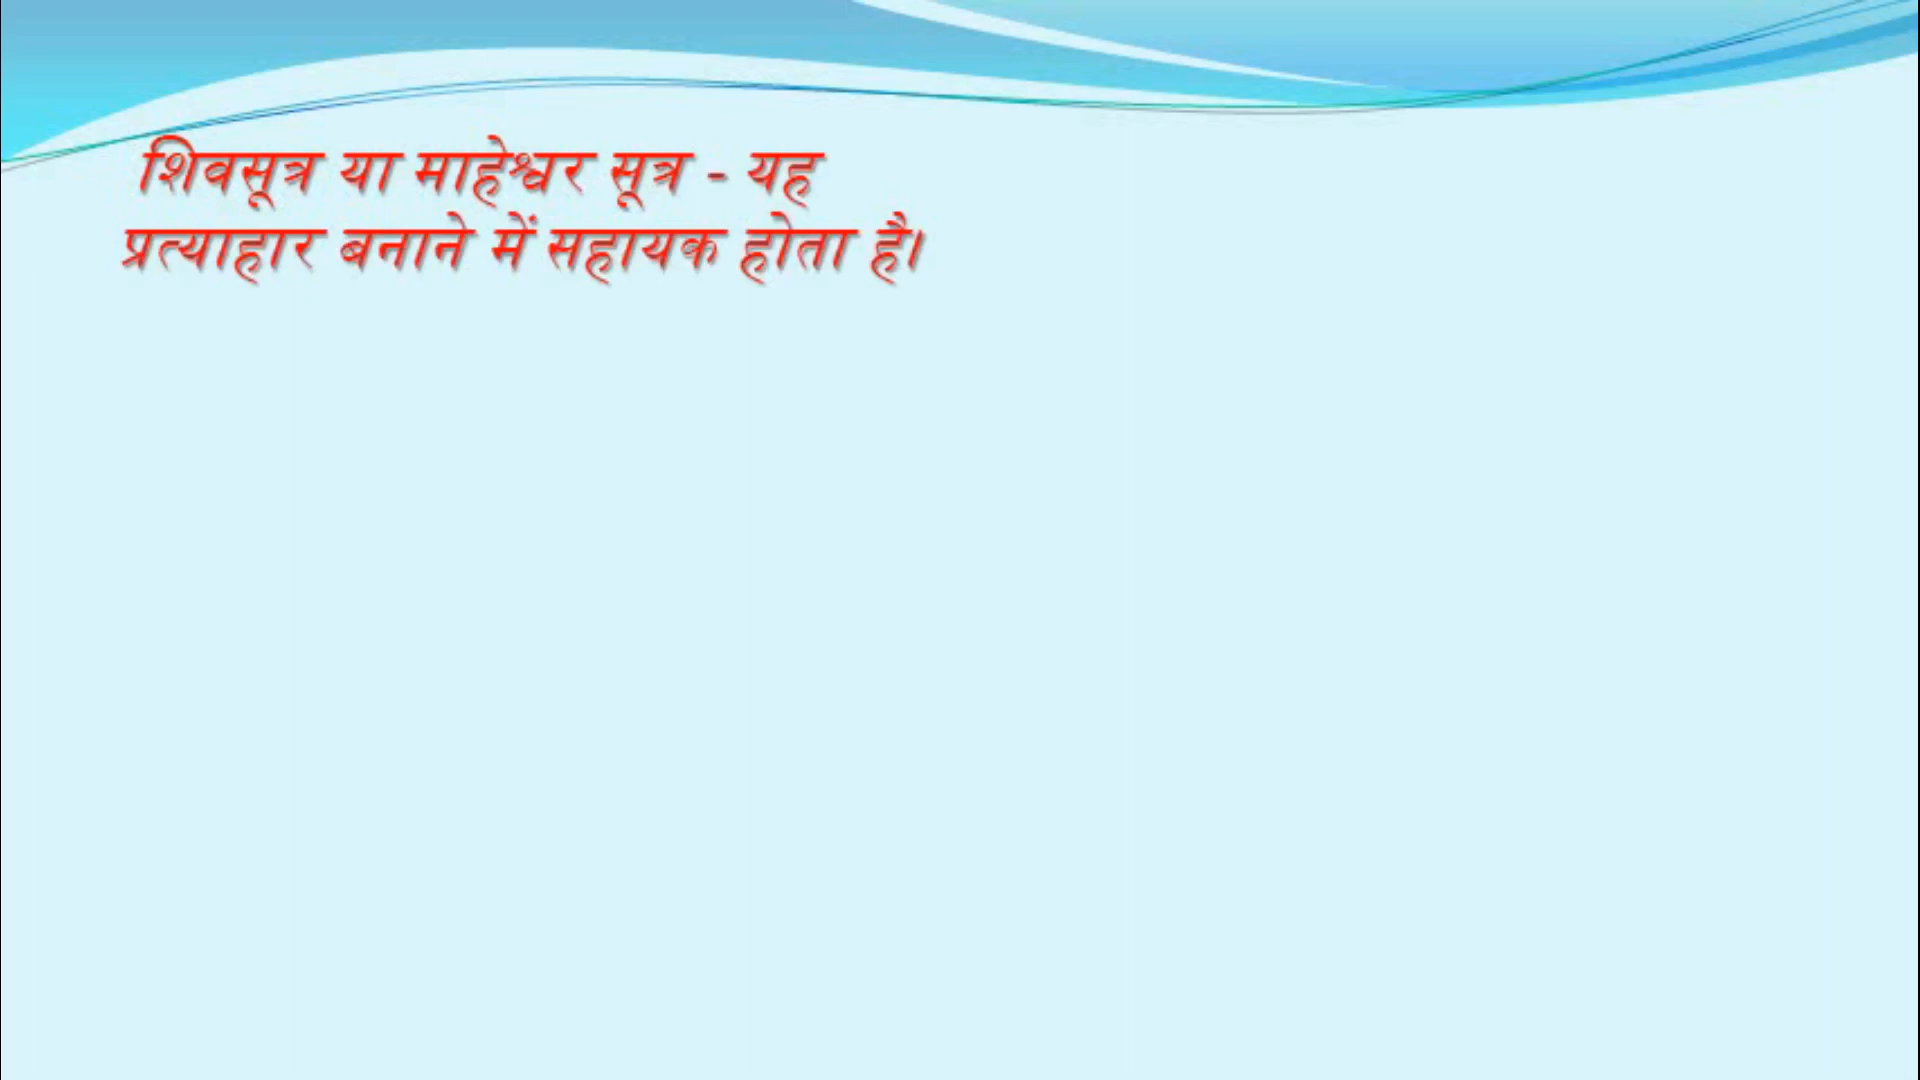 शिवसूत्र या माहेश्वर सूत्र - यह
प्रत्याहार बनाने में सहायक होता है।